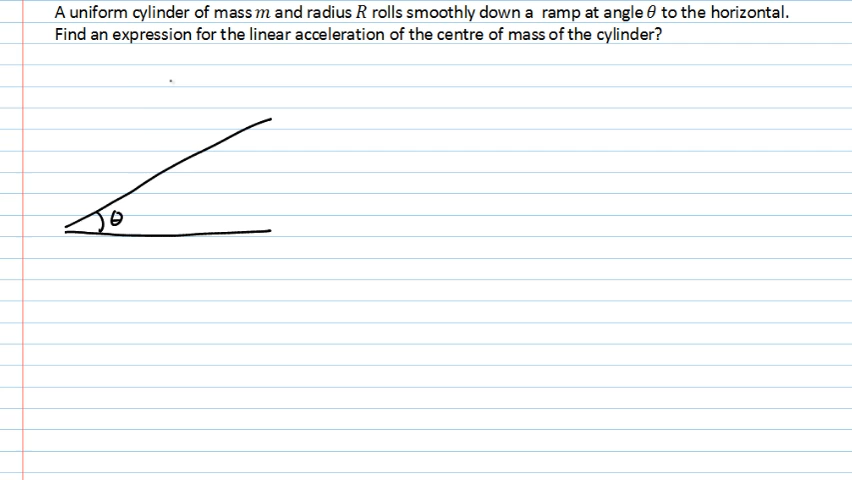 A uniform cylinder of mass m and radius R rolls smoothly down a ramp at angle θ to the horizontal.
Find an expression for the linear acceleration of the centre of mass of the cylinder?
θ